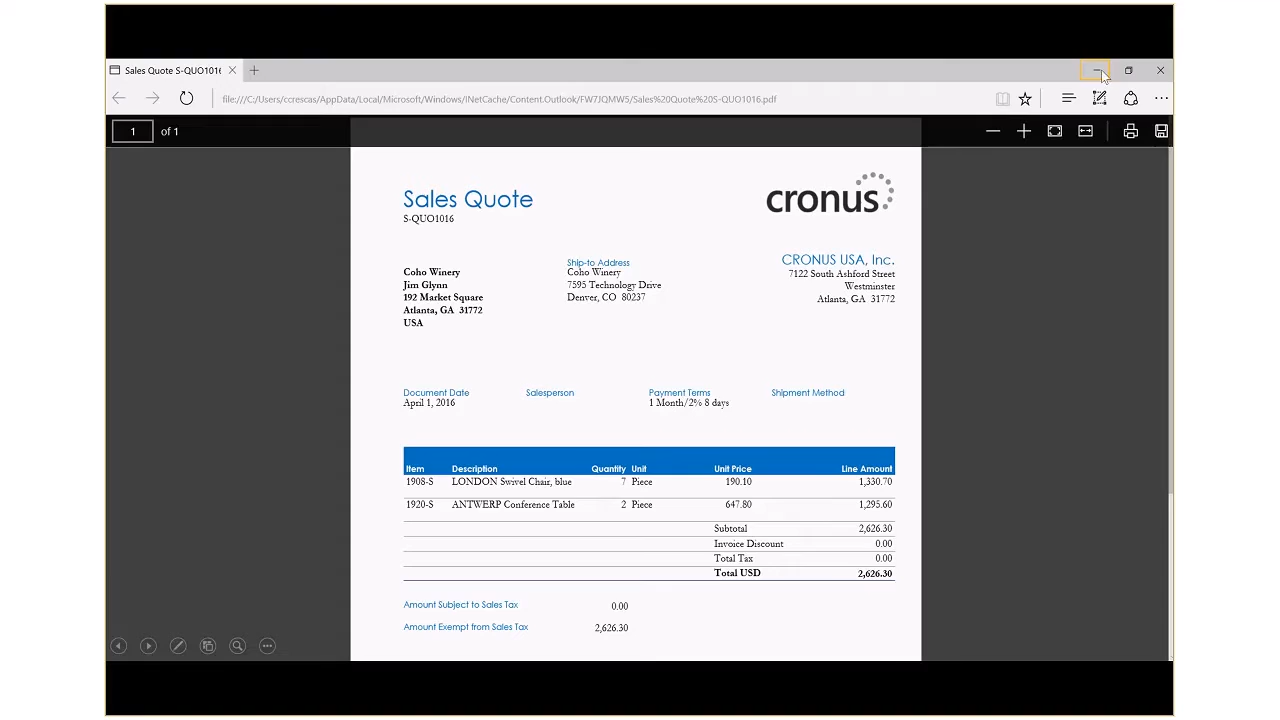 Sales Quote S-QUO1016
file:///C:/Users/ccrescas/AppData/Local/Microsoft/Windows/INetCache/Content.Outlook/FW7JQMW5/Sales%20Quote%20S-QUO1016.pdf
1 of 1
Sales Quote
S-QUO1016
cronus
CRONUS USA, Inc.
7122 South Ashford Street
Westminster
Atlanta, GA 31772
Coho Winery
Jim Glynn
192 Market Square
Atlanta, GA 31772
USA
Ship-to Address
Coho Winery
7595 Technology Drive
Denver, CO 80237
Document Date Salesperson Payment Terms Shipment Method
April 1, 2016 1 Month/2% 8 days
Item Description Quantity Unit Unit Price Line Amount
1908-S LONDON Swivel Chair, blue 7 Piece 190.10 1,330.70
1920-S ANTWERP Conference Table 2 Piece 647.80 1,295.60
Subtotal 2,626.30
Invoice Discount 0.00
Total Tax 0.00
Total USD 2,626.30
Amount Subject to Sales Tax 0.00
Amount Exempt from Sales Tax 2,626.30